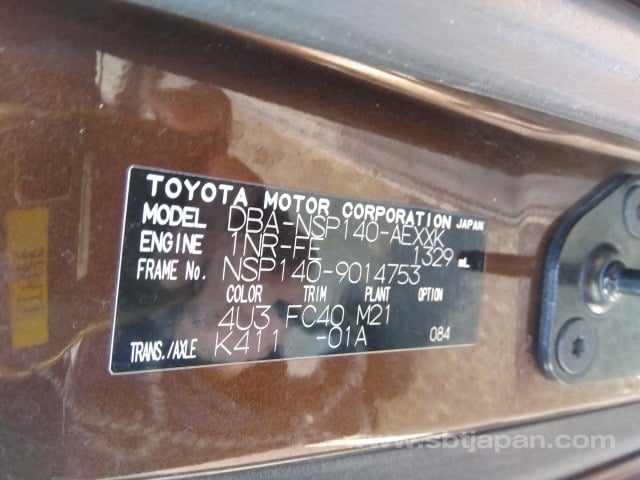 TOYOTA MOTOR CORPORATION JAPAN
MODEL DBA-NSP140-AEXXK
ENGINE 1NR-FE 1329 mL
FRAME No. NSP140-9014753
COLOR TRIM PLANT OPTION
4U3 FC40 M21
TRANS./AXLE K411 -01A 084
www.sbtjapan.com